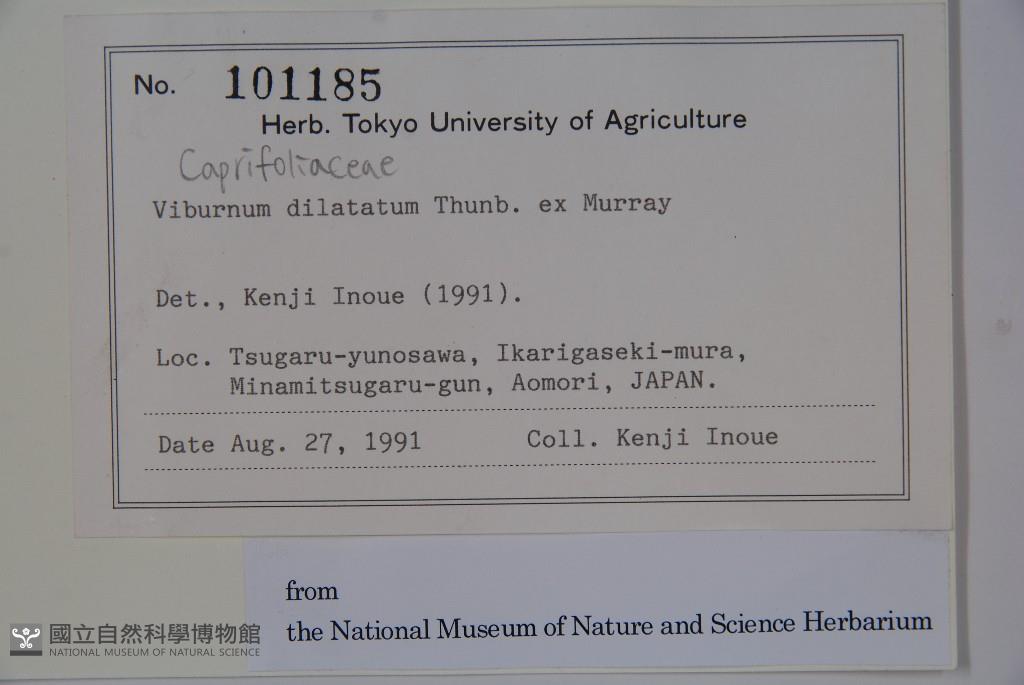 No. 101185
Herb. Tokyo University of Agriculture
Caprifoliaceae
Viburnum dilatatum Thunb. ex Murray
Det., Kenji Inoue (1991).
Loc. Tsugaru-yunosawa, Ikarigaseki-mura,
Minamitsugaru-gun, Aomori, JAPAN.
Date Aug. 27, 1991 Coll. Kenji Inoue
from
the National Museum of Nature and Science Herbarium
國立自然科學博物館
NATIONAL MUSEUM OF NATURAL SCIENCE